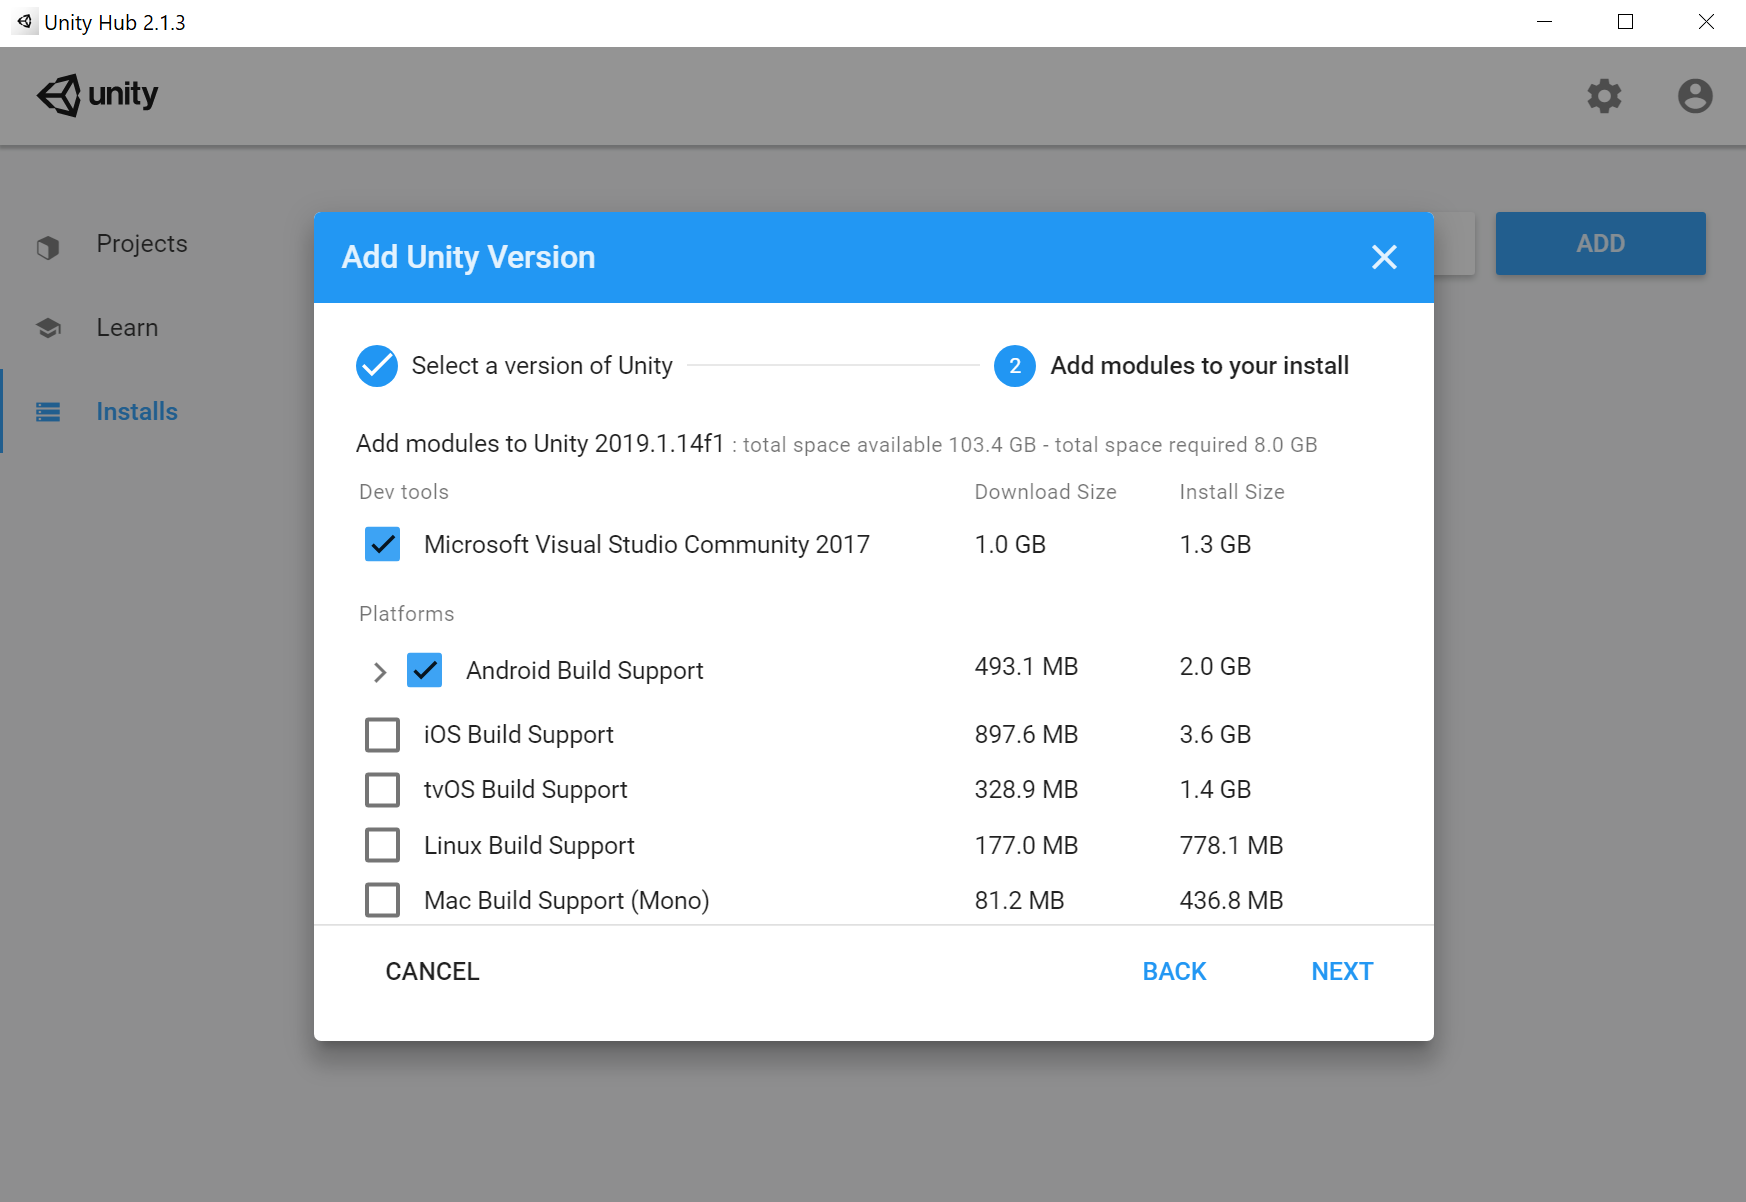 Unity Hub 2.1.3
unity
Projects
Learn
Installs
ADD
Add Unity Version
Select a version of Unity
2 Add modules to your install
Add modules to Unity 2019.1.14f1 : total space available 103.4 GB - total space required 8.0 GB
Dev tools Download Size Install Size
Microsoft Visual Studio Community 2017 1.0 GB 1.3 GB
Platforms
Android Build Support 493.1 MB 2.0 GB
iOS Build Support 897.6 MB 3.6 GB
tvOS Build Support 328.9 MB 1.4 GB
Linux Build Support 177.0 MB 778.1 MB
Mac Build Support (Mono) 81.2 MB 436.8 MB
CANCEL BACK NEXT